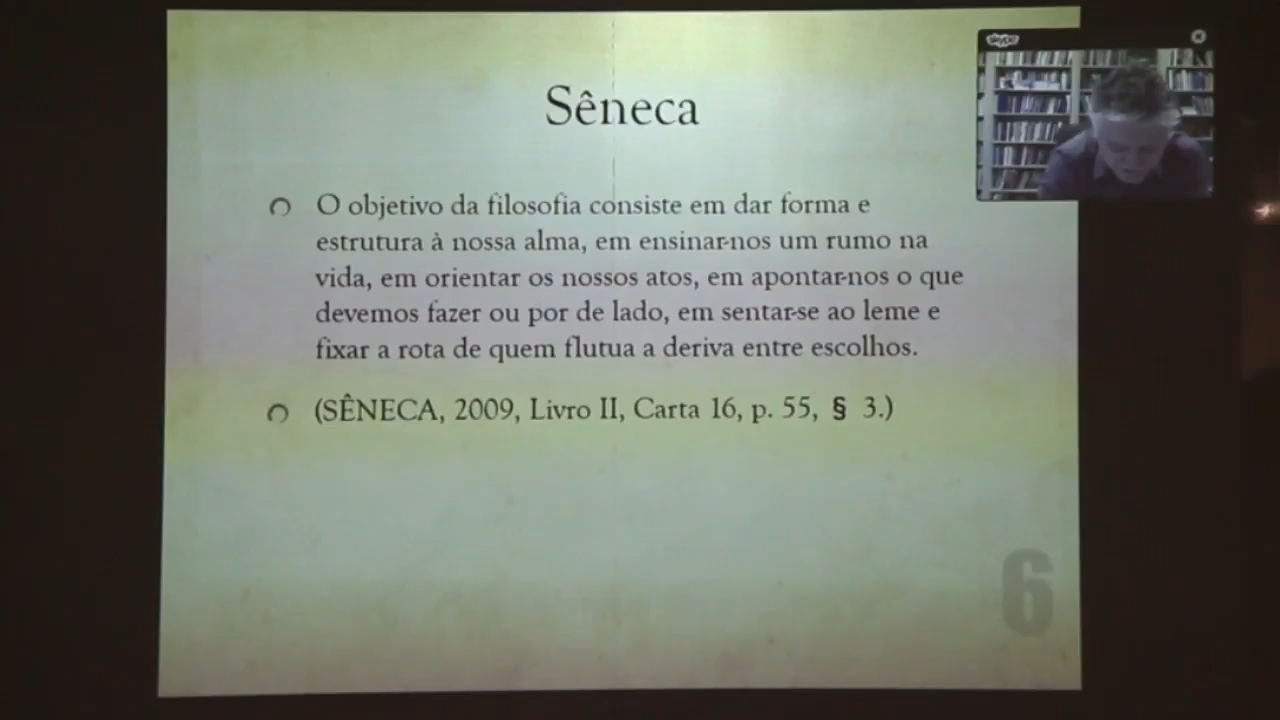 skype
Sêneca
O objetivo da filosofia consiste em dar forma e
estrutura à nossa alma, em ensinar-nos um rumo na
vida, em orientar os nossos atos, em apontar-nos o que
devemos fazer ou por de lado, em sentar-se ao leme e
fixar a rota de quem flutua a deriva entre escolhos.
(SÊNECA, 2009, Livro II, Carta 16, p. 55, § 3.)
6